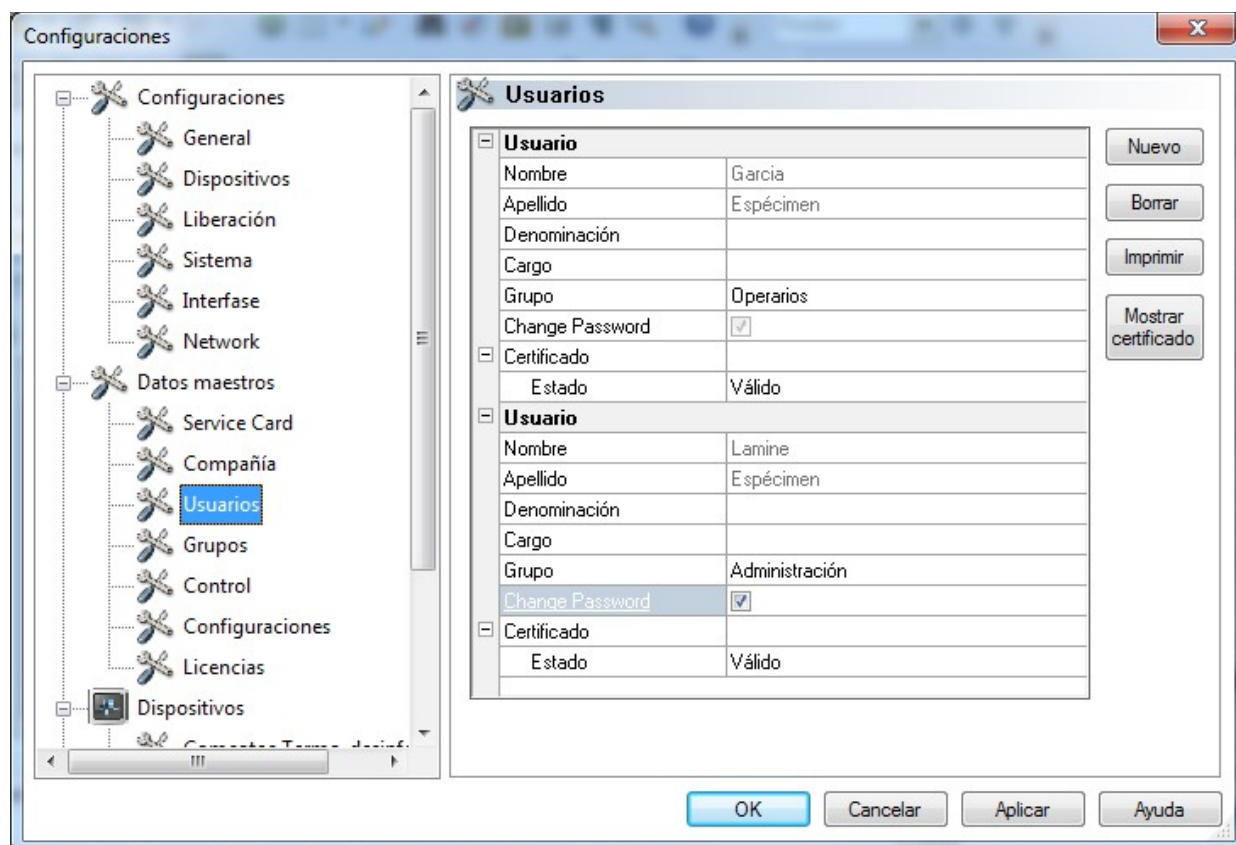 Configuraciones
Configuraciones
General
Dispositivos
Liberación
Sistema
Interfase
Network
Datos maestros
Service Card
Compañía
Usuarios
Grupos
Control
Configuraciones
Licencias
Dispositivos
Usuarios
Usuario
Nombre Garcia
Apellido Espécimen
Denominación
Cargo
Grupo Operarios
Change Password
Certificado
Estado Válido
Usuario
Nombre Lamine
Apellido Espécimen
Denominación
Cargo
Grupo Administración
Change Password
Certificado
Estado Válido
Nuevo
Borrar
Imprimir
Mostrar
certificado
OK Cancelar Aplicar Ayuda